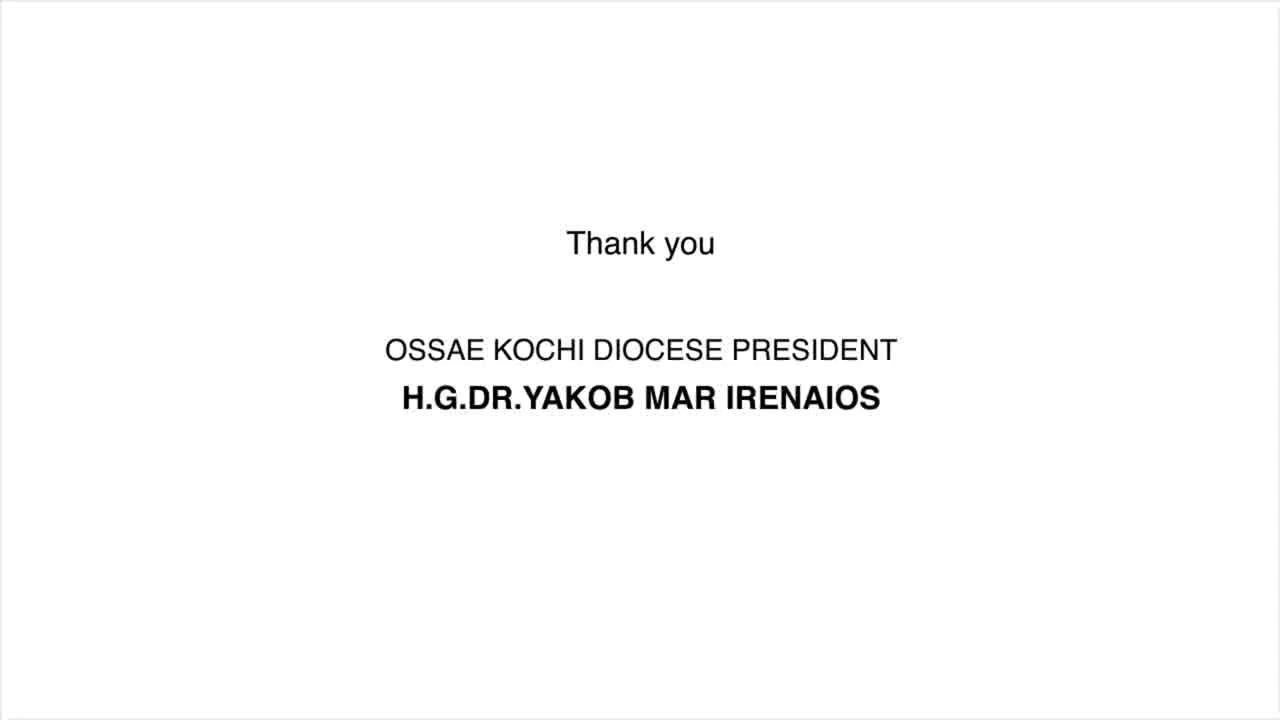 Thank you
OSSAE KOCHI DIOCESE PRESIDENT
H.G.DR.YAKOB MAR IRENAIOS